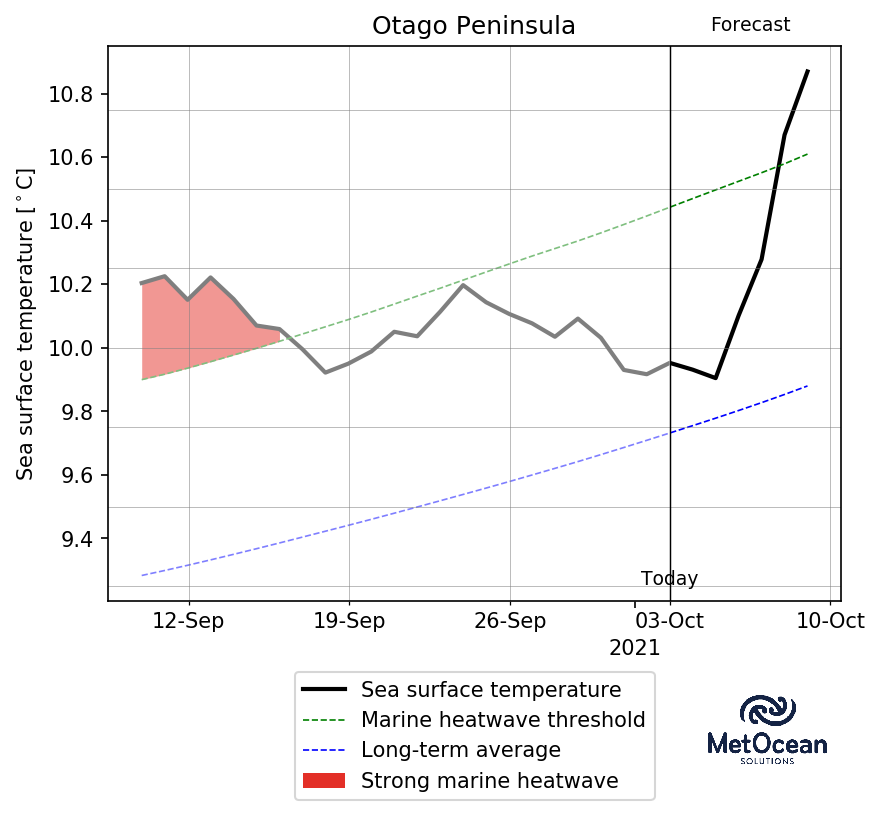 Otago Peninsula
Forecast
Sea surface temperature [°C]
10.8
10.6
10.4
10.2
10.0
9.8
9.6
9.4
Today
12-Sep 19-Sep 26-Sep 03-Oct 10-Oct
2021
Sea surface temperature
Marine heatwave threshold
Long-term average
Strong marine heatwave
MetOcean
SOLUTIONS